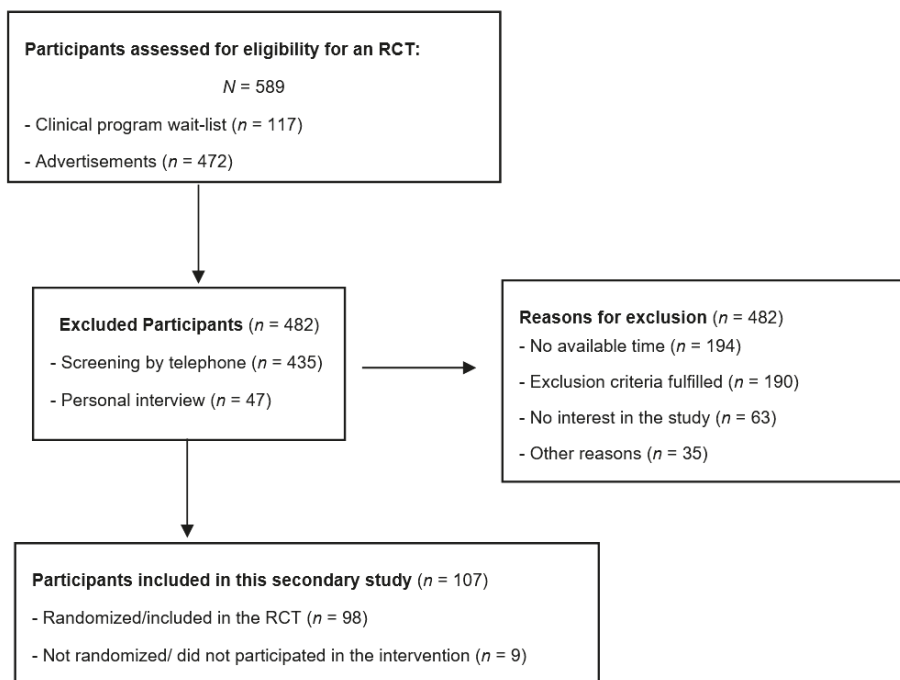 Participants assessed for eligibility for an RCT:
N = 589
- Clinical program wait-list (n = 117)
- Advertisements (n = 472)
Excluded Participants (n = 482)
- Screening by telephone (n = 435)
- Personal interview (n = 47)
Reasons for exclusion (n = 482)
- No available time (n = 194)
- Exclusion criteria fulfilled (n = 190)
- No interest in the study (n = 63)
- Other reasons (n = 35)
Participants included in this secondary study (n = 107)
- Randomized/included in the RCT (n = 98)
- Not randomized/ did not participated in the intervention (n = 9)